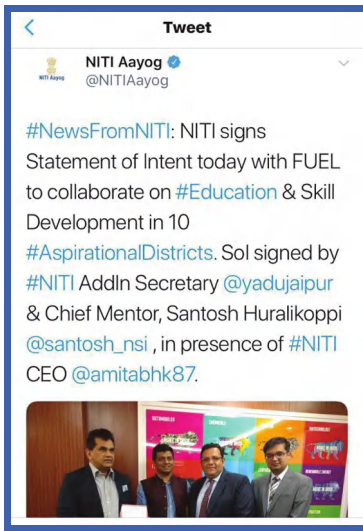 Tweet
NITI Aayog
NITI Aayog
@NITIAayog
#NewsFromNITI: NITI signs
Statement of Intent today with FUEL
to collaborate on #Education & Skill
Development in 10
#AspirationalDistricts. SoI signed by
#NITI Addln Secretary @yadujaipur
& Chief Mentor, Santosh Huralikoppi
@santosh_nsi , in presence of #NITI
CEO @amitabhk87.
AUTOMOBILES